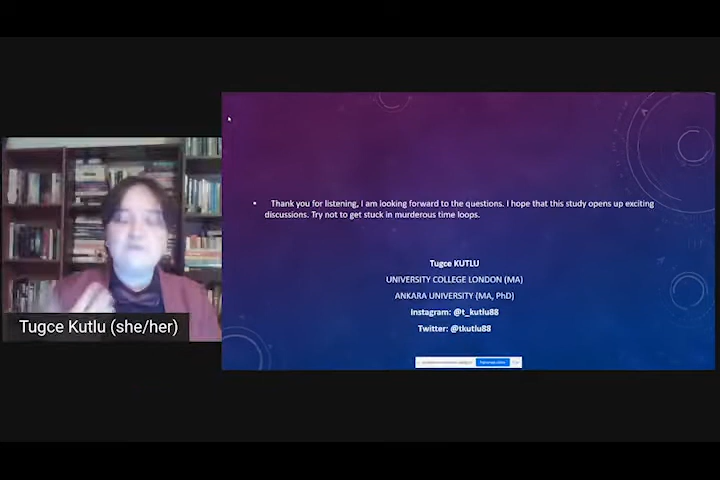 Thank you for listening, I am looking forward to the questions. I hope that this study opens up exciting
discussions. Try not to get stuck in murderous time loops.
Tugce KUTLU
UNIVERSITY COLLEGE LONDON (MA)
ANKARA UNIVERSITY (MA, PhD)
Instagram: @t_kutlu88
Twitter: @tkutlu88
Tugce Kutlu (she/her)